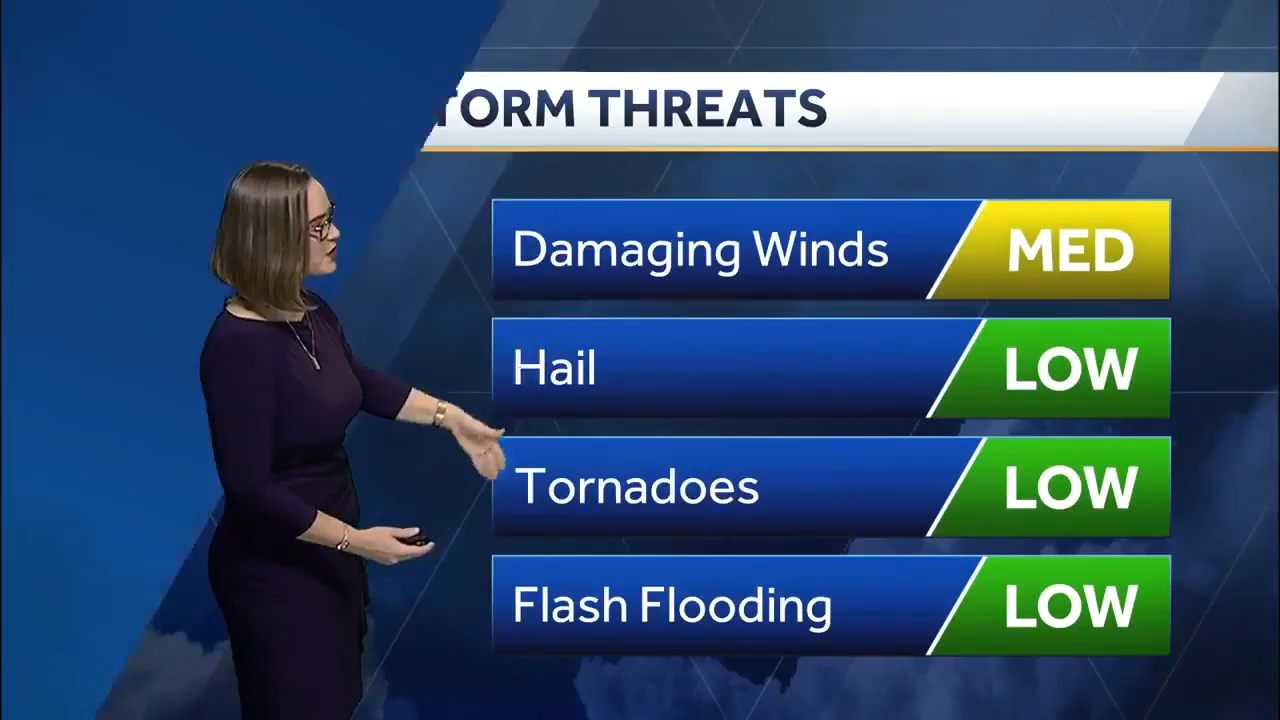 TORM THREATS
Damaging Winds MED
Hail LOW
Tornadoes LOW
Flash Flooding LOW